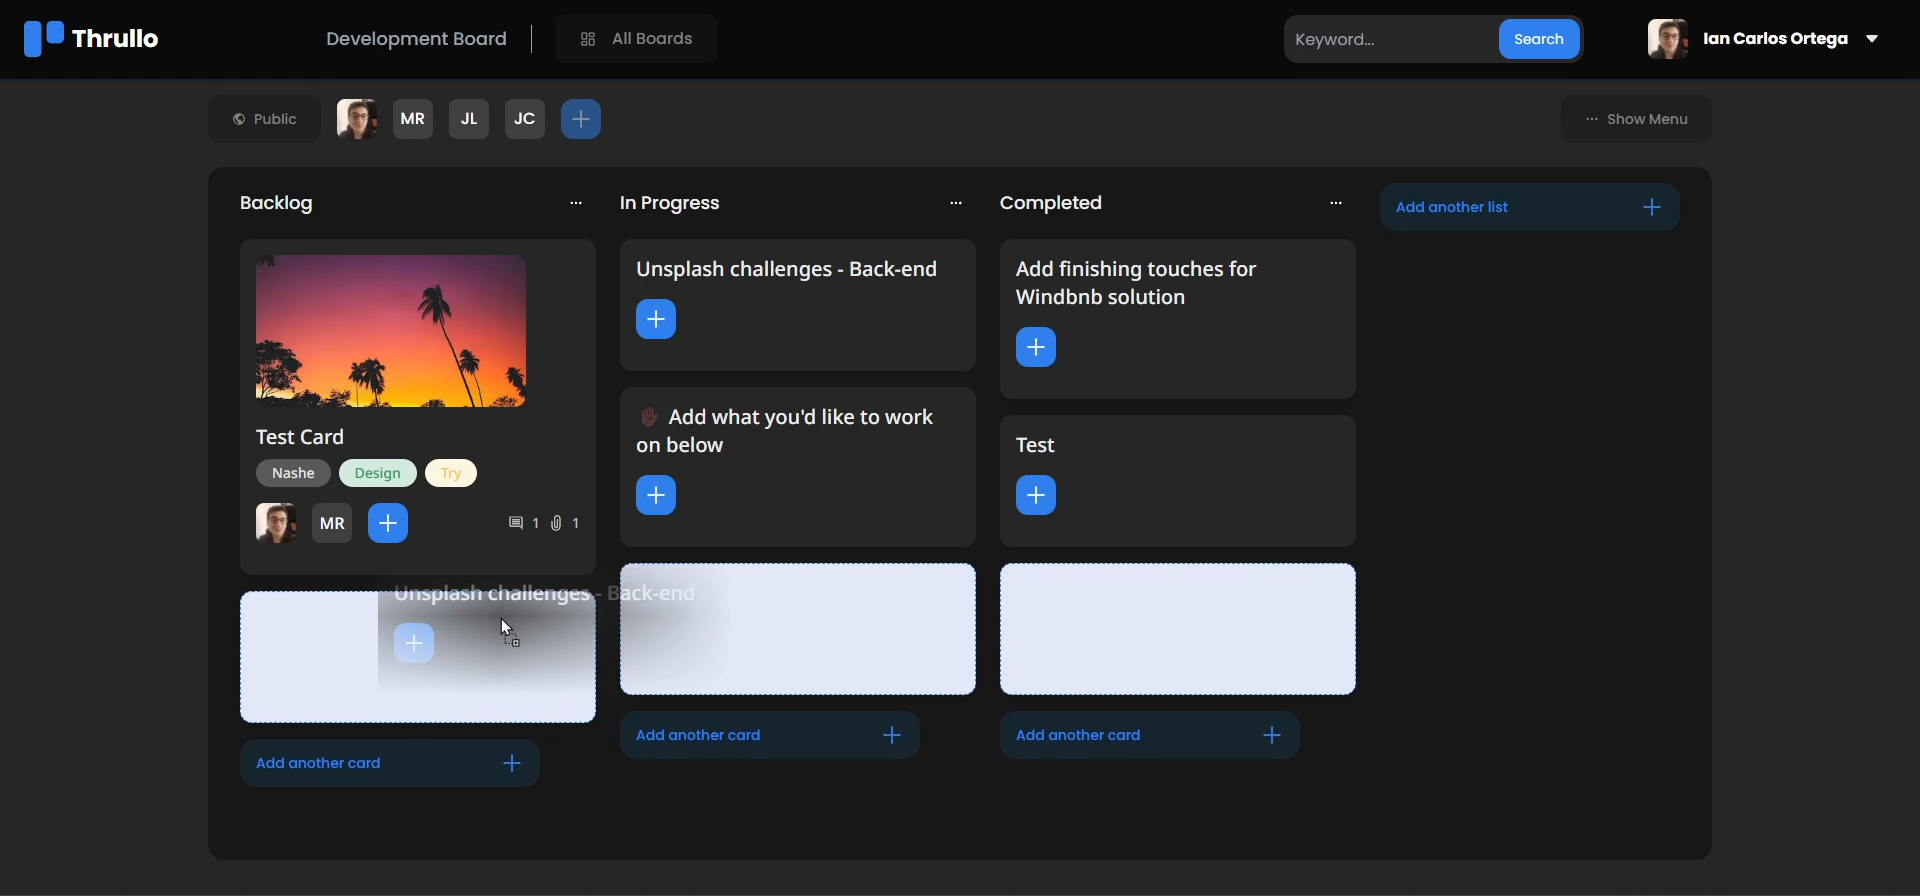 Thrullo
Development Board
All Boards
Keyword...
Search
Ian Carlos Ortega
Public
MR
JL
JC
··· Show Menu
Backlog
···
In Progress
···
Completed
···
Add another list
Test Card
Nashe
Design
Try
MR
1
1
Unsplash challenges - Back-end
Add another card
Unsplash challenges - Back-end
Add what you'd like to work
on below
Add another card
Add finishing touches for
Windbnb solution
Test
Add another card